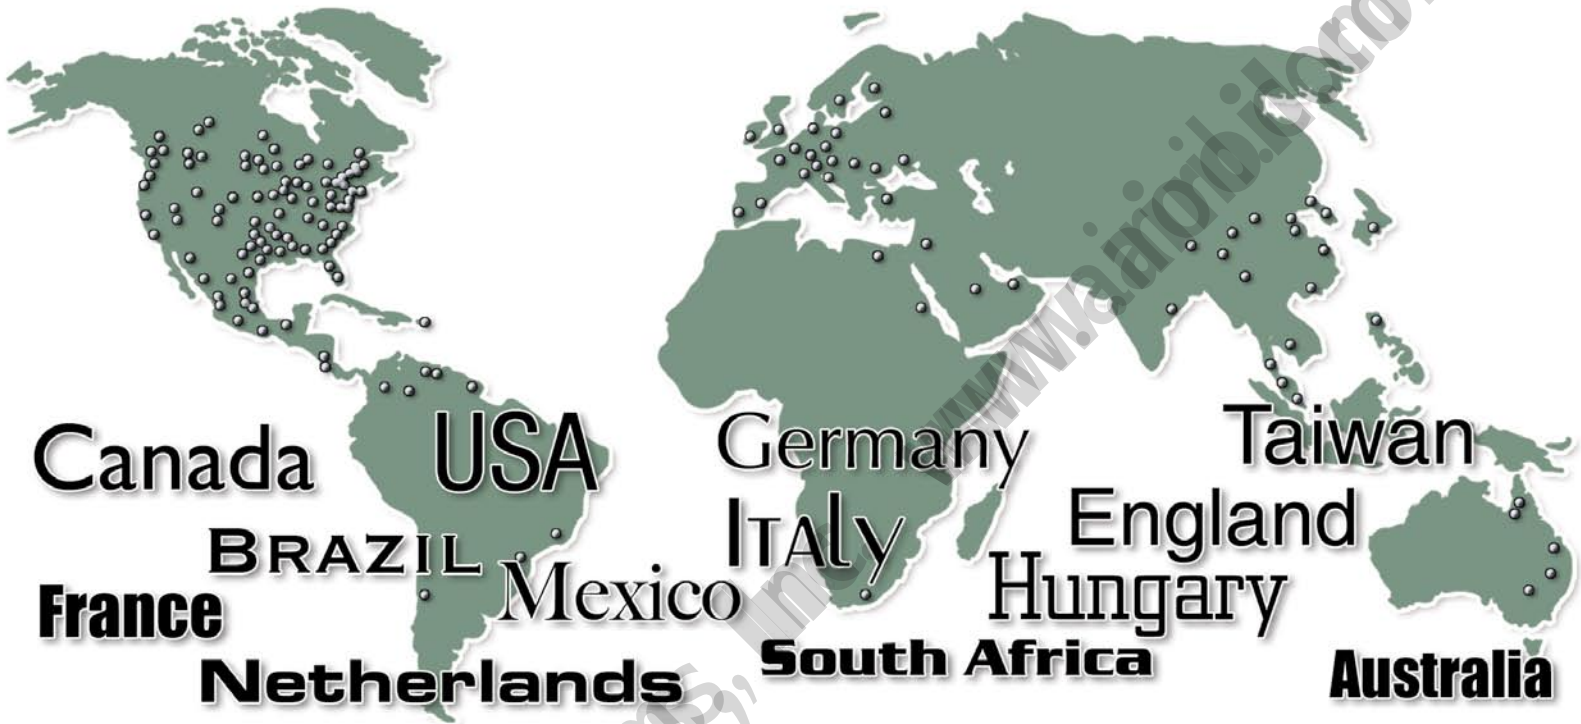 Canada
USA
Germany
Taiwan
BRAZIL
ITAly
England
France
Mexico
Hungary
Netherlands
South Africa
Australia